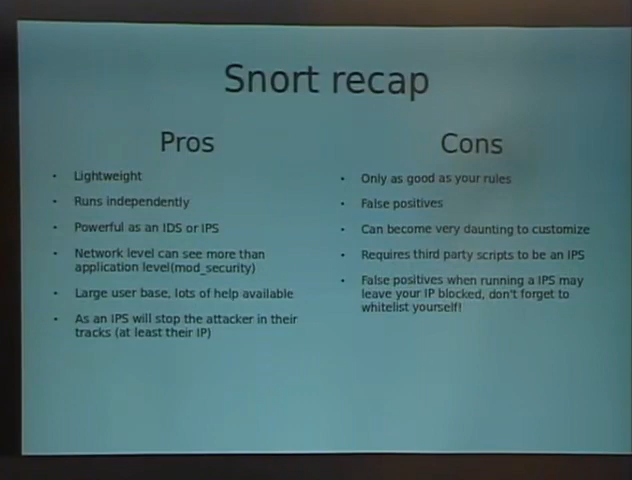 Snort recap
Pros
• Lightweight
• Runs independently
• Powerful as an IDS or IPS
• Network level can see more than
application level(mod_security)
• Large user base, lots of help available
• As an IPS will stop the attacker in their
tracks (at least their IP)
Cons
• Only as good as your rules
• False positives
• Can become very daunting to customize
• Requires third party scripts to be an IPS
• False positives when running a IPS may
leave your IP blocked, don't forget to
whitelist yourself!